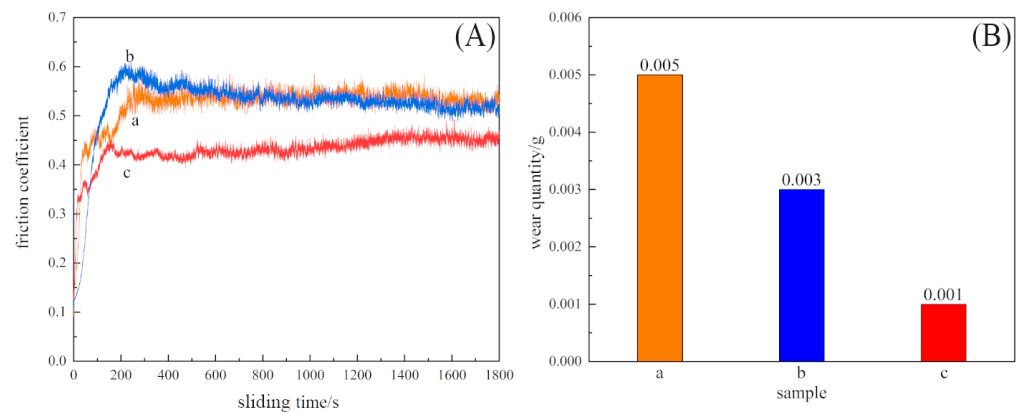 (A)
0.7
0.6
0.5
0.4
0.3
0.2
0.1
0.0
friction coefficient
b
a
c
0 200 400 600 800 1000 1200 1400 1600 1800
sliding time/s
(B)
0.006
0.005
0.004
0.003
0.002
0.001
0.000
wear quantity/g
0.005
0.003
0.001
a b c
sample